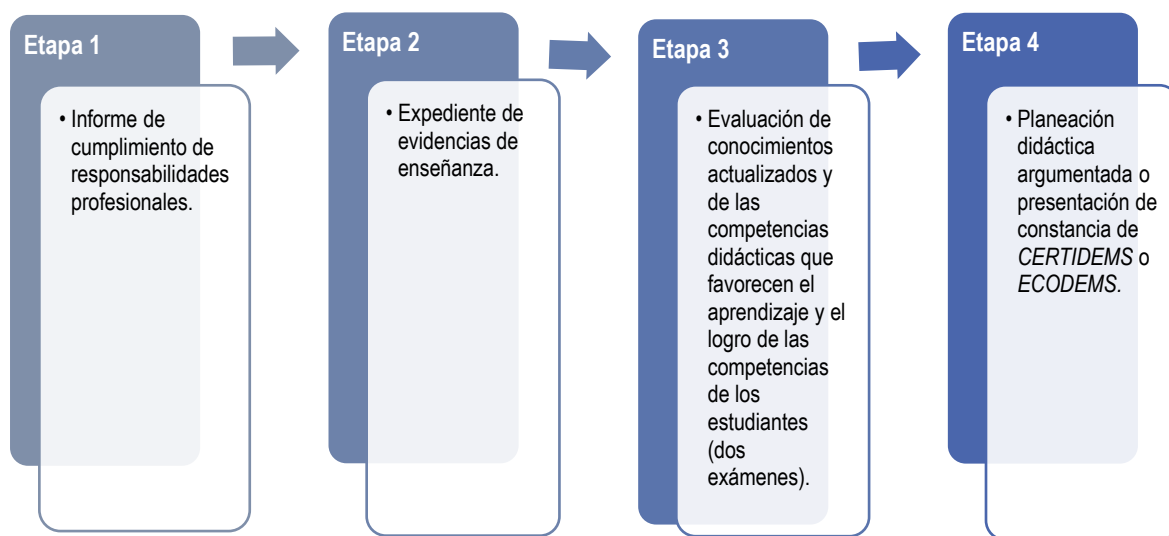 Etapa 1
• Informe de
cumplimiento de
responsabilidades
profesionales.
Etapa 2
• Expediente de
evidencias de
enseñanza.
Etapa 3
• Evaluación de
conocimientos
actualizados y
de las
competencias
didácticas que
favorecen el
aprendizaje y el
logro de las
competencias
de los
estudiantes
(dos
exámenes).
Etapa 4
• Planeación
didáctica
argumentada o
presentación de
constancia de
CERTIDEMS o
ECODEMS.